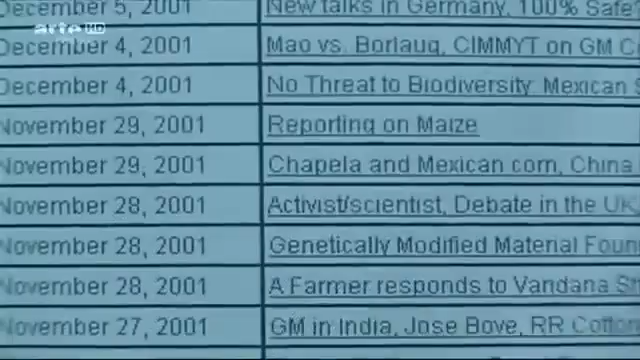 December 5, 2001 New talks in Germany, 100% Safe?
arte HD
December 4, 2001 Mao vs. Borlaug, CIMMYT on GM C
December 4, 2001 No Threat to Biodiversity: Mexican S
November 29, 2001 Reporting on Maize
November 29, 2001 Chapela and Mexican corn, China
November 28, 2001 Activist/scientist, Debate in the UK
November 28, 2001 Genetically Modified Material Foun
November 28, 2001 A Farmer responds to Vandana Sh
November 27, 2001 GM in India, Jose Bove, RR Cotton